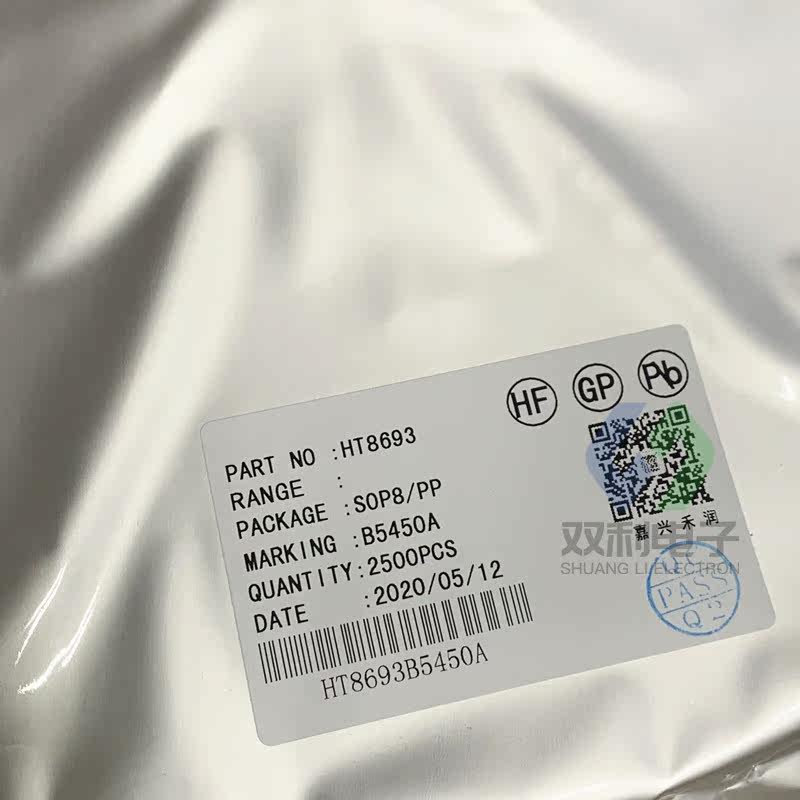 HF GP Pb
PART NO :HT8693
RANGE :
PACKAGE :SOP8/PP
MARKING :B5450A
QUANTITY:2500PCS
DATE :2020/05/12
HT8693B5450A
嘉兴禾润
双利电子
SHUANG LI ELECTRON
QC
PASS
Q2